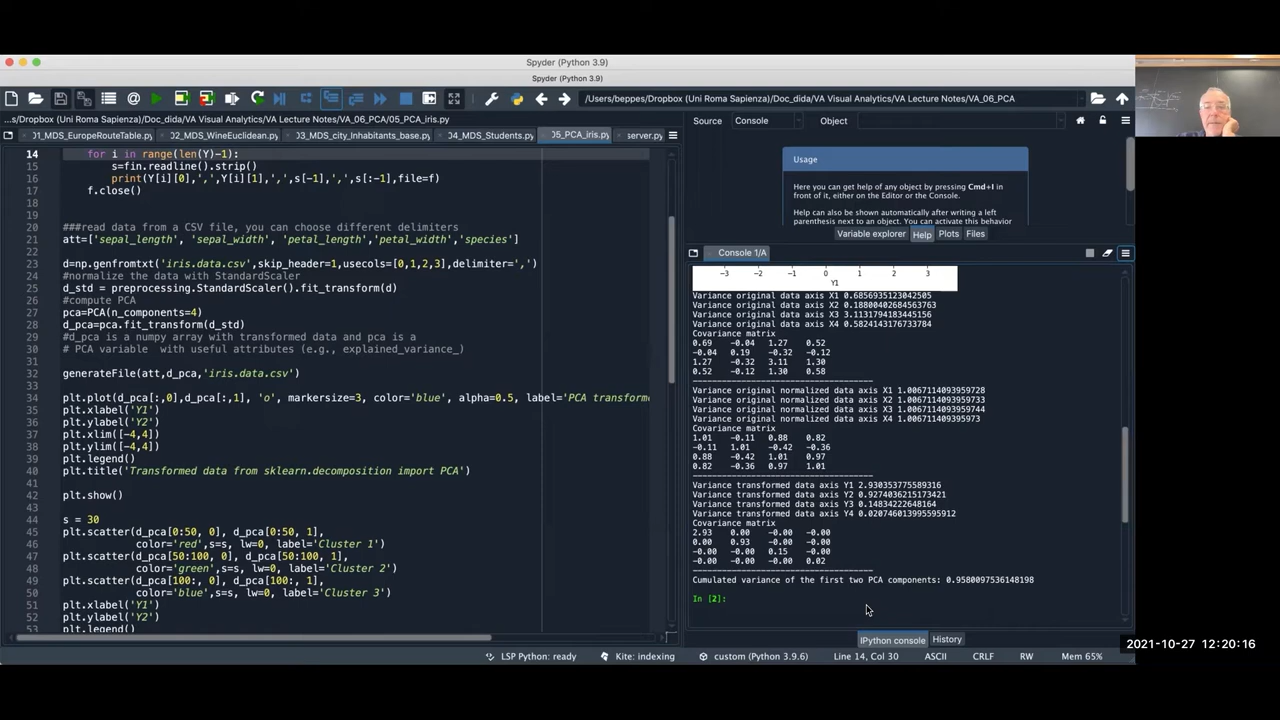 Spyder (Python 3.9)
Spyder (Python 3.9)
/Users/beppes/Dropbox (Uni Roma Sapienza)/Doc_dida/VA Visual Analytics/VA Lecture Notes/VA_06_PCA
...s/Dropbox (Uni Roma Sapienza)/Doc_dida/VA Visual Analytics/VA Lecture Notes/VA_06_PCA/05_PCA_iris.py
01_MDS_EuropeRouteTable.py
02_MDS_WineEuclidean.py
03_MDS_city_Inhabitants_base.py
04_MDS_Students.py
05_PCA_iris.py
server.py
14 for i in range(len(Y)-1):
15 s=fin.readline().strip()
16 print(Y[i][0],',',Y[i][1],',',s[-1],',',s[:-1],file=f)
17 f.close()
18
19
20 ###read data from a CSV file, you can choose different delimiters
21 att=['sepal_length', 'sepal_width', 'petal_length','petal_width','species']
22
23 d=np.genfromtxt('iris.data.csv',skip_header=1,usecols=[0,1,2,3],delimiter=',')
24 #normalize the data with StandardScaler
25 d_std = preprocessing.StandardScaler().fit_transform(d)
26 #compute PCA
27 pca=PCA(n_components=4)
28 d_pca=pca.fit_transform(d_std)
29 #d_pca is a numpy array with transformed data and pca is a
30 # PCA variable with useful attributes (e.g., explained_variance_)
31
32 generateFile(att,d_pca,'iris.data.csv')
33
34 plt.plot(d_pca[:,0],d_pca[:,1], 'o', markersize=3, color='blue', alpha=0.5, label='PCA transform
35 plt.xlabel('Y1')
36 plt.ylabel('Y2')
37 plt.xlim([-4,4])
38 plt.ylim([-4,4])
39 plt.legend()
40 plt.title('Transformed data from sklearn.decomposition import PCA')
41
42 plt.show()
43
44 s = 30
45 plt.scatter(d_pca[0:50, 0], d_pca[0:50, 1],
46 color='red',s=s, lw=0, label='Cluster 1')
47 plt.scatter(d_pca[50:100, 0], d_pca[50:100, 1],
48 color='green',s=s, lw=0, label='Cluster 2')
49 plt.scatter(d_pca[100:, 0], d_pca[100:, 1],
50 color='blue',s=s, lw=0, label='Cluster 3')
51 plt.xlabel('Y1')
52 plt.ylabel('Y2')
53 plt.legend()
Source Console Object
Usage
Here you can get help of any object by pressing Cmd+I in
front of it, either on the Editor or the Console.
Help can also be shown automatically after writing a left
parenthesis next to an object. You can activate this behavior
Variable explorer Help Plots Files
Console 1/A
-3 -2 -1 0 1 2 3
Y1
Variance original data axis X1 0.6856935123042505
Variance original data axis X2 0.18800402684563763
Variance original data axis X3 3.1131794183445156
Variance original data axis X4 0.5824143176733784
Covariance matrix
0.69 -0.04 1.27 0.52
-0.04 0.19 -0.32 -0.12
1.27 -0.32 3.11 1.30
0.52 -0.12 1.30 0.58
----------------------------------------
Variance original normalized data axis X1 1.0067114093959728
Variance original normalized data axis X2 1.0067114093959733
Variance original normalized data axis X3 1.0067114093959744
Variance original normalized data axis X4 1.006711409395973
Covariance matrix
1.01 -0.11 0.88 0.82
-0.11 1.01 -0.42 -0.36
0.88 -0.42 1.01 0.97
0.82 -0.36 0.97 1.01
----------------------------------------
Variance transformed data axis Y1 2.930353775589316
Variance transformed data axis Y2 0.9274036215173421
Variance transformed data axis Y3 0.14834222648164
Variance transformed data axis Y4 0.020746013995595912
Covariance matrix
2.93 0.00 -0.00 -0.00
0.00 0.93 -0.00 -0.00
-0.00 -0.00 0.15 -0.00
-0.00 -0.00 -0.00 0.02
----------------------------------------
Cumulated variance of the first two PCA components: 0.9580097536148198
In [2]:
IPython console History
LSP Python: ready Kite: indexing custom (Python 3.9.6) Line 14, Col 30 ASCII CRLF RW Mem 65%
2021-10-27 12:20:16